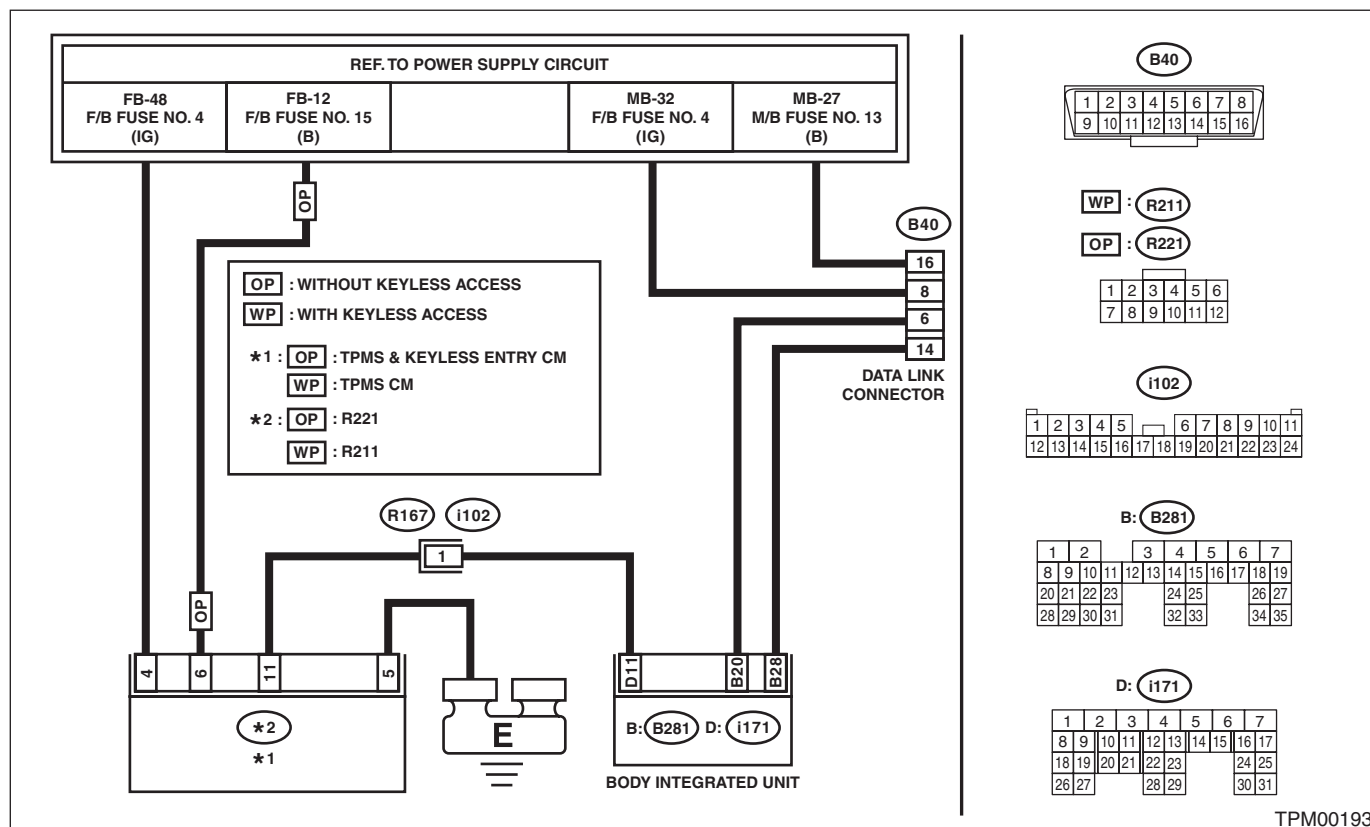 REF. TO POWER SUPPLY CIRCUIT
FB-48
F/B FUSE NO. 4
(IG)
FB-12
F/B FUSE NO. 15
(B)
MB-32
F/B FUSE NO. 4
(IG)
MB-27
M/B FUSE NO. 13
(B)
OP
B40
16
8
6
14
DATA LINK
CONNECTOR
OP : WITHOUT KEYLESS ACCESS
WP : WITH KEYLESS ACCESS
*1 : OP : TPMS & KEYLESS ENTRY CM
WP : TPMS CM
*2 : OP : R221
WP : R211
R167 i102
1
OP
4 6 11 5
*2
*1
E
D11 B20 B28
B: B281 D: i171
BODY INTEGRATED UNIT
B40
1 2 3 4 5 6 7 8
9 10 11 12 13 14 15 16
WP : R211
OP : R221
1 2 3 4 5 6
7 8 9 10 11 12
i102
1 2 3 4 5 6 7 8 9 10 11
12 13 14 15 16 17 18 19 20 21 22 23 24
B: B281
1 2 3 4 5 6 7
8 9 10 11 12 13 14 15 16 17 18 19
20 21 22 23 24 25 26 27
28 29 30 31 32 33 34 35
D: i171
1 2 3 4 5 6 7
8 9 10 11 12 13 14 15 16 17
18 19 20 21 22 23 24 25
26 27 28 29 30 31
TPM00193